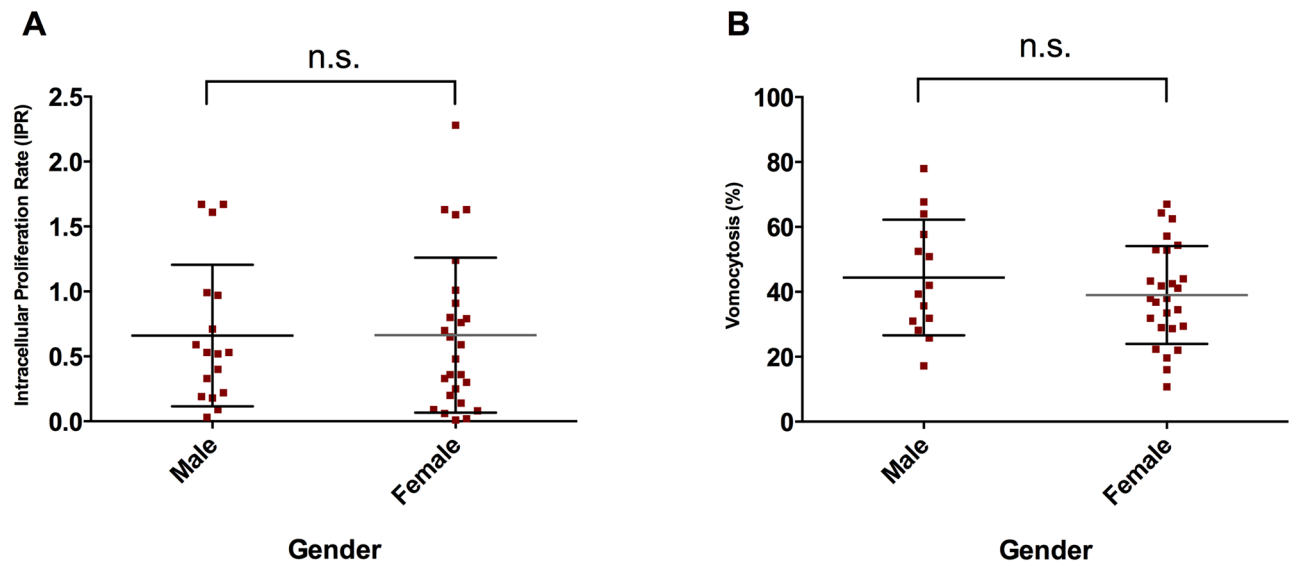 A
n.s.
Intracellular Proliferation Rate (IPR)
2.5
2.0
1.5
1.0
0.5
0.0
Male
Female
Gender
B
n.s.
Vomocytosis (%)
100
80
60
40
20
0
Male
Female
Gender